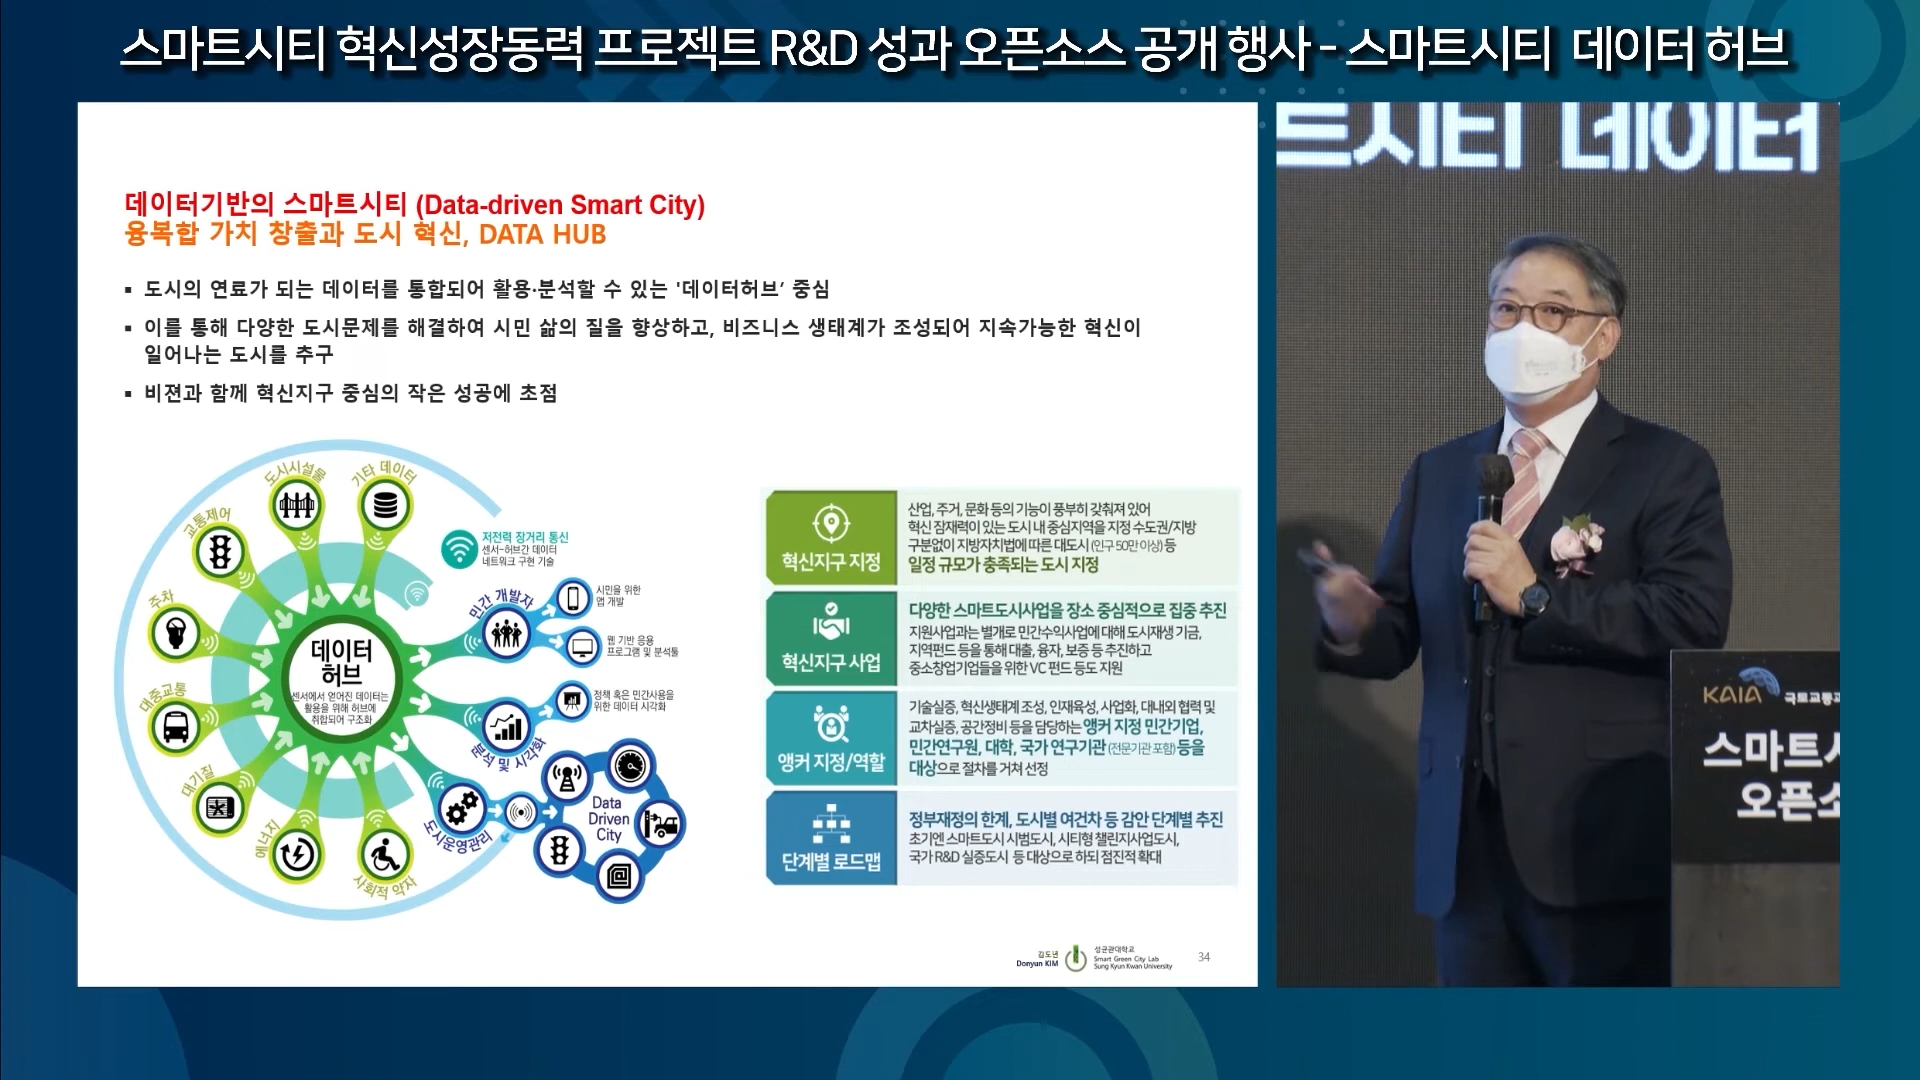 스마트시티 혁신성장동력 프로젝트 R&D 성과 오픈소스 공개 행사 - 스마트시티 데이터 허브
데이터기반의 스마트시티 (Data-driven Smart City)
융복합 가치 창출과 도시 혁신, DATA HUB
▪ 도시의 연료가 되는 데이터를 통합되어 활용·분석할 수 있는 '데이터허브' 중심
▪ 이를 통해 다양한 도시문제를 해결하여 시민 삶의 질을 향상하고, 비즈니스 생태계가 조성되어 지속가능한 혁신이
일어나는 도시를 추구
▪ 비젼과 함께 혁신지구 중심의 작은 성공에 초점
도시시설물
기타 데이터
교통제어
주차
대중교통
대기질
에너지
사회적 약자
데이터
허브
센서에서 얻어진 데이터는
활용을 위해 허브에
취합되어 구조화
저전력 장거리 통신
센서-허브간 데이터
네트워크 구현 기술
민간 개발자
시민을 위한
앱 개발
웹 기반 응용
프로그램 및 분석툴
분석 및 시각화
정책 혹은 민간사용을
위한 데이터 시각화
도시운영관리
Data
Driven
City
혁신지구 지정
산업, 주거, 문화 등의 기능이 풍부히 갖춰져 있어
혁신 잠재력이 있는 도시 내 중심지역을 지정 수도권/지방
구분없이 지방자치법에 따른 대도시 (인구 50만 이상) 등
일정 규모가 충족되는 도시 지정
혁신지구 사업
다양한 스마트도시사업을 장소 중심적으로 집중 추진
지원사업과는 별개로 민간수익사업에 대해 도시재생 기금,
지역펀드 등을 통해 대출, 융자, 보증 등 추진하고
중소창업기업들을 위한 VC 펀드 등도 지원
앵커 지정/역할
기술실증, 혁신생태계 조성, 인재육성, 사업화, 대내외 협력 및
교차실증, 공간정비 등을 담당하는 앵커 지정 민간기업,
민간연구원, 대학, 국가 연구기관 (전문기관 포함) 등을
대상으로 절차를 거쳐 선정
단계별 로드맵
정부재정의 한계, 도시별 여건차 등 감안 단계별 추진
초기엔 스마트도시 시범도시, 시티형 챌린지사업도시,
국가 R&D 실증도시 등 대상으로 하되 점진적 확대
김도년
Donyun KIM
성균관대학교
Smart Green City Lab
Sung Kyun Kwan University
34
트시티 데이터
KAIA 국토교통과
스마트시
오픈소